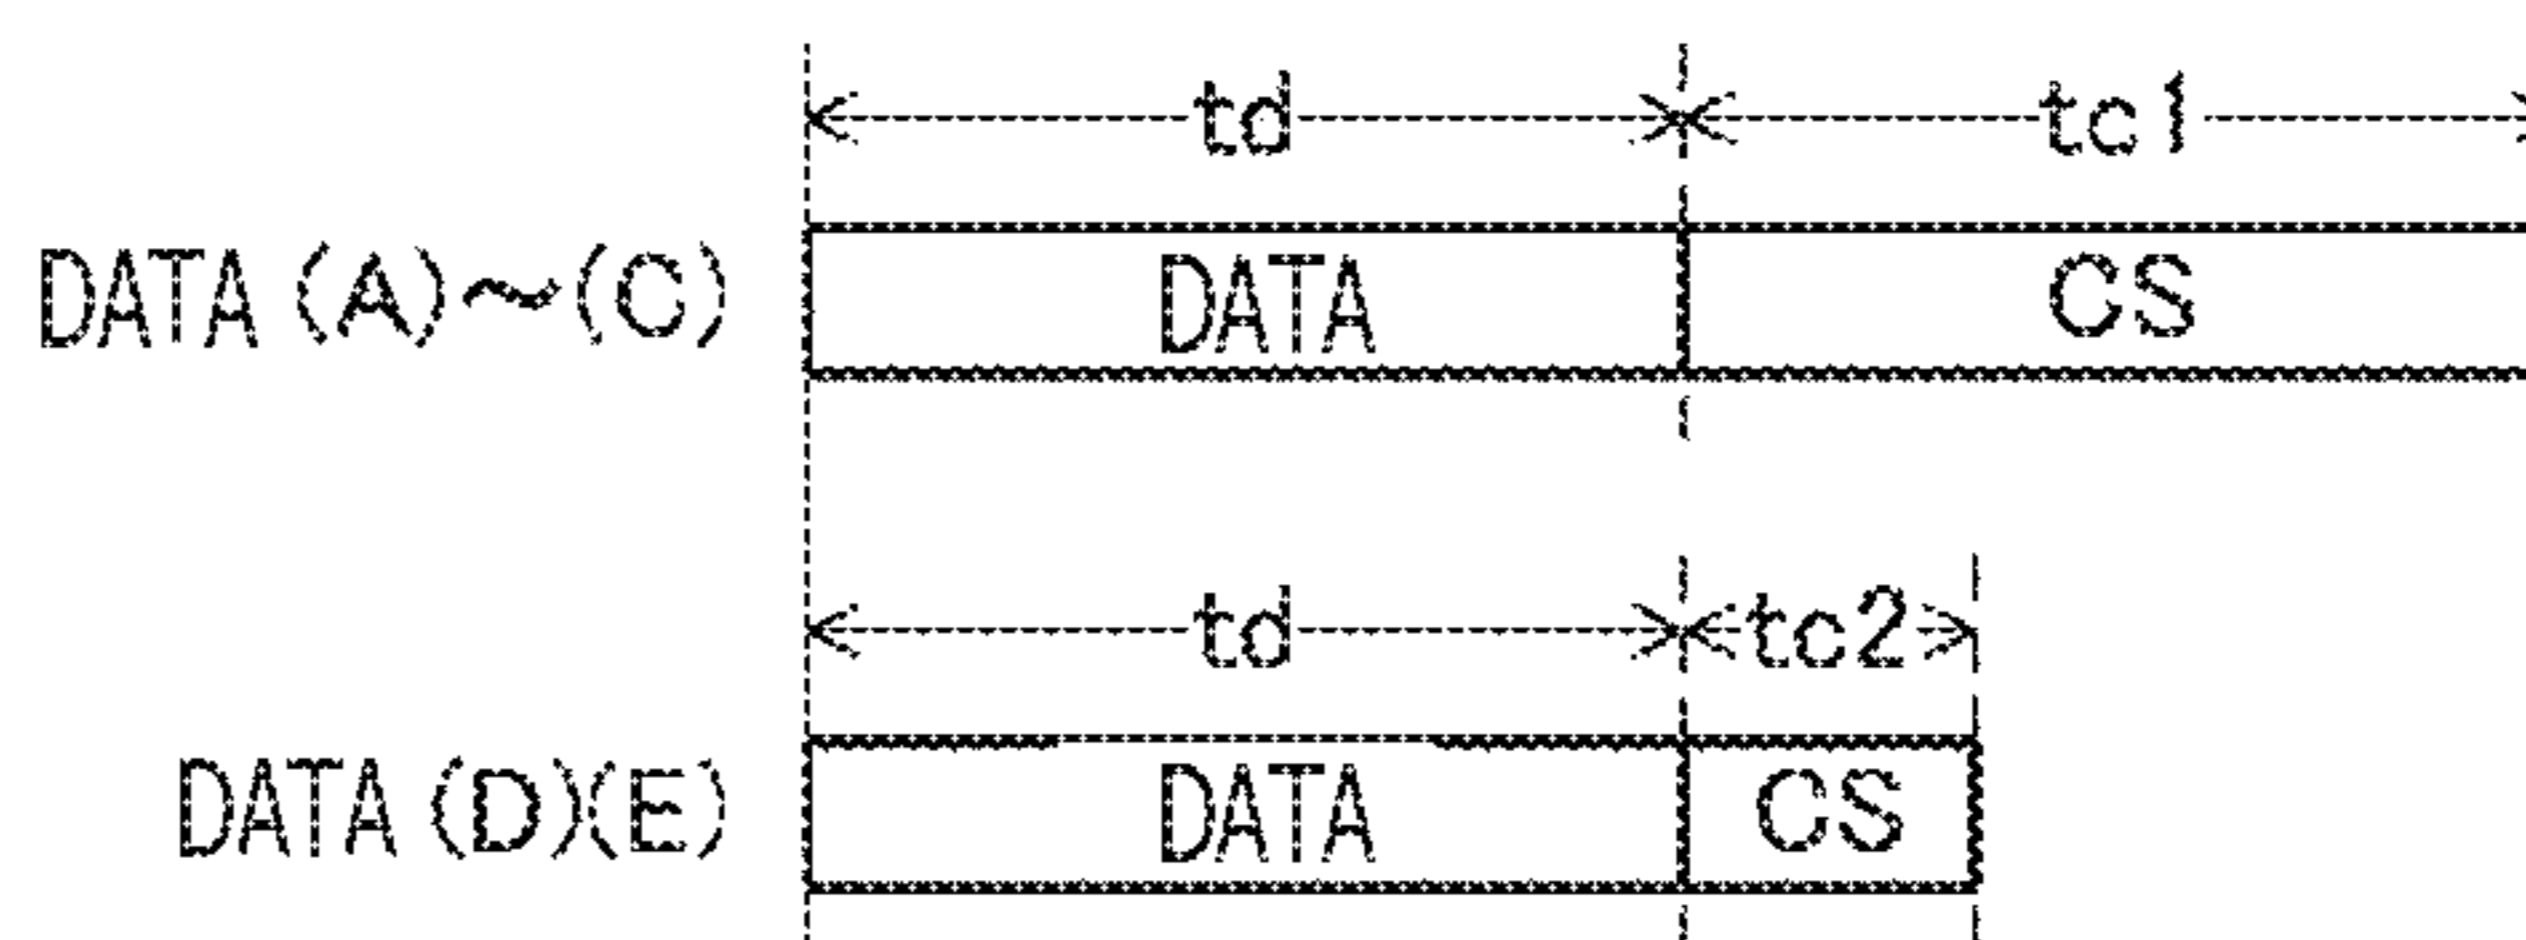 td tc1
DATA (A)~(C) DATA CS
td tc2
DATA (D)(E) DATA CS